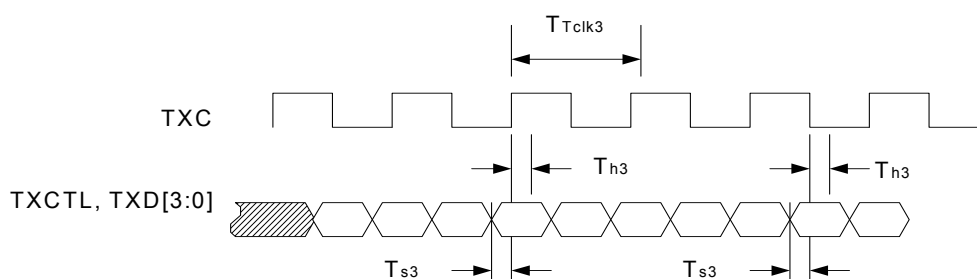 TTclk3
TXC
Th3
Th3
TXCTL, TXD[3:0]
Ts3
Ts3